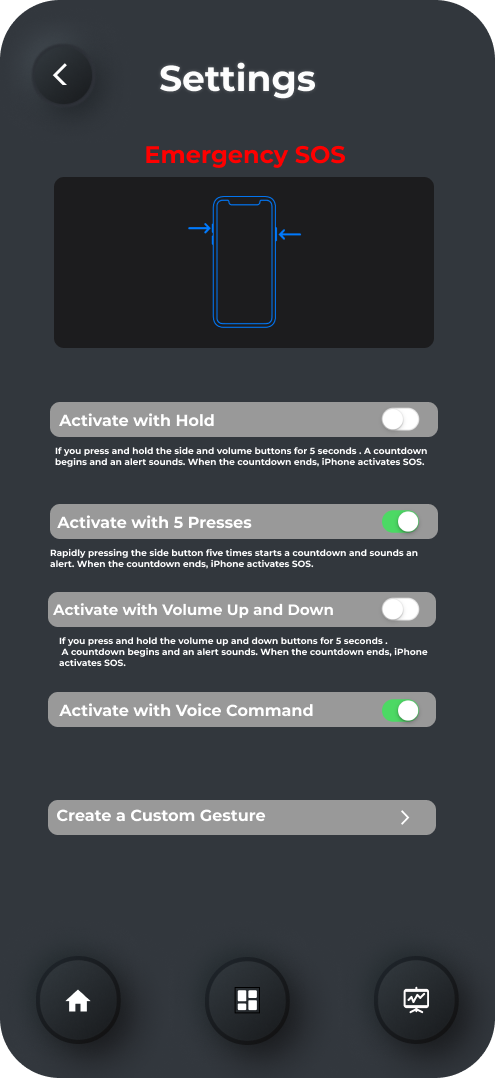 Settings
Emergency SOS
Activate with Hold
If you press and hold the side and volume buttons for 5 seconds . A countdown
begins and an alert sounds. When the countdown ends, iPhone activates SOS.
Activate with 5 Presses
Rapidly pressing the side button five times starts a countdown and sounds an
alert. When the countdown ends, iPhone activates SOS.
Activate with Volume Up and Down
If you press and hold the volume up and down buttons for 5 seconds .
A countdown begins and an alert sounds. When the countdown ends, iPhone
activates SOS.
Activate with Voice Command
Create a Custom Gesture